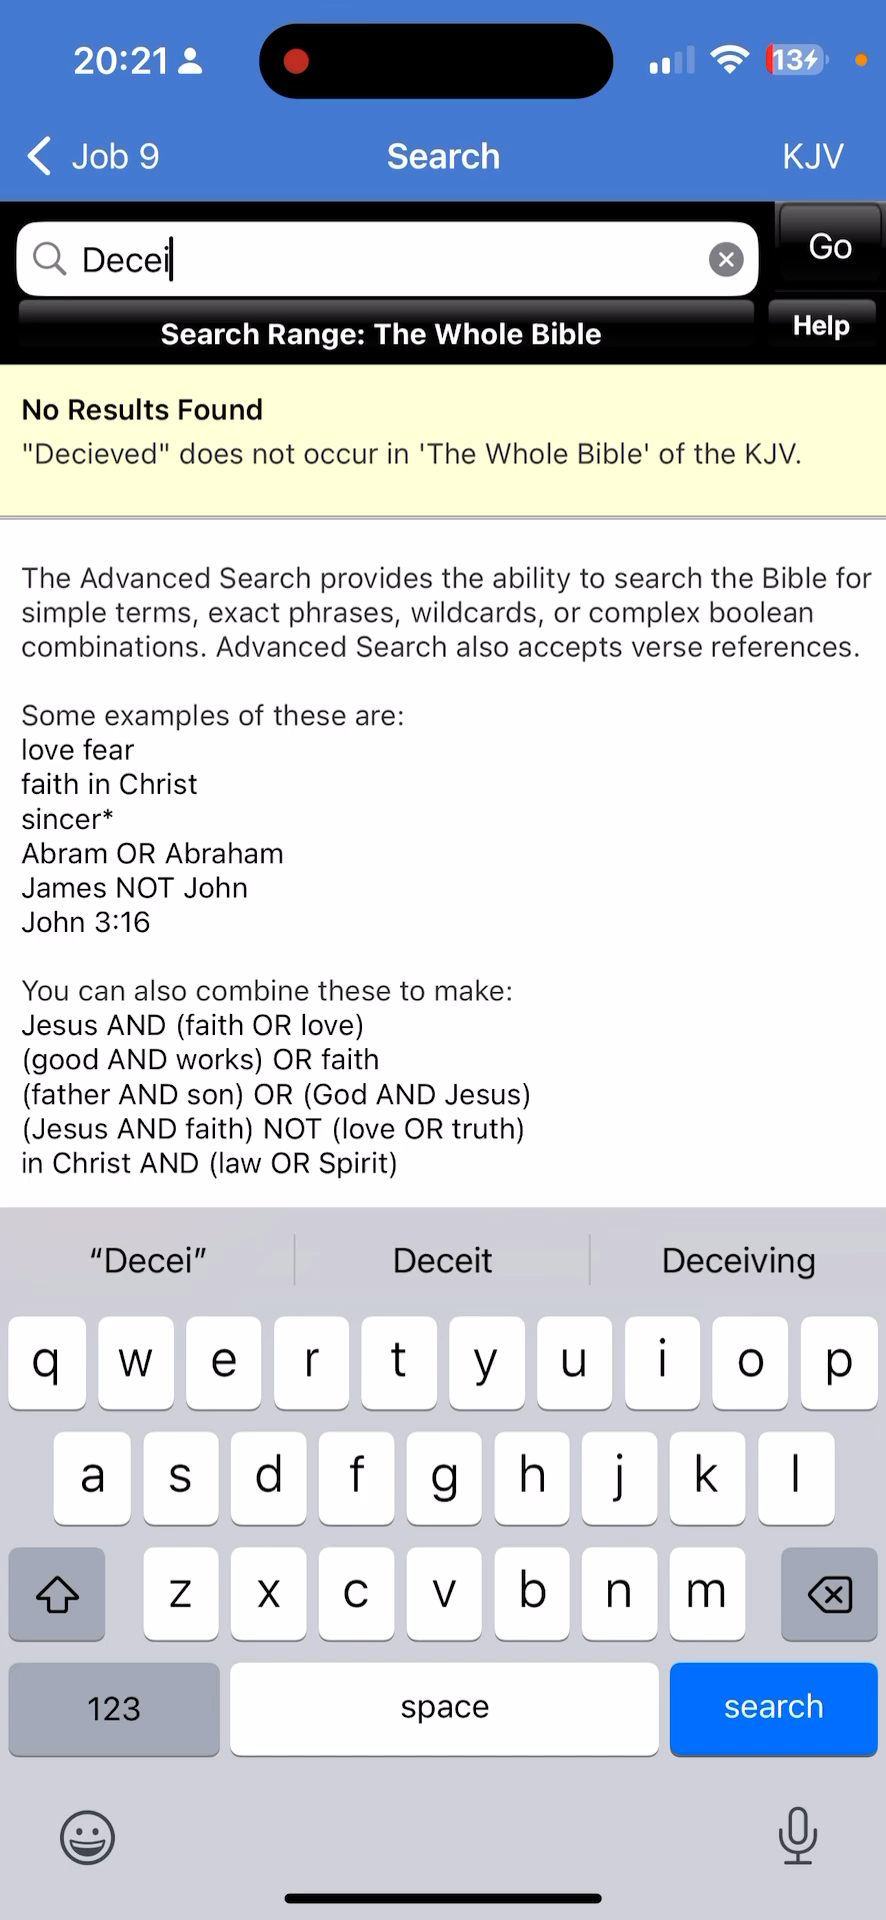 20:21
13
Job 9
Search
KJV
Decei
Go
Search Range: The Whole Bible
Help
No Results Found
"Decieved" does not occur in 'The Whole Bible' of the KJV.
The Advanced Search provides the ability to search the Bible for
simple terms, exact phrases, wildcards, or complex boolean
combinations. Advanced Search also accepts verse references.
Some examples of these are:
love fear
faith in Christ
sincer*
Abram OR Abraham
James NOT John
John 3:16
You can also combine these to make:
Jesus AND (faith OR love)
(good AND works) OR faith
(father AND son) OR (God AND Jesus)
(Jesus AND faith) NOT (love OR truth)
in Christ AND (law OR Spirit)
“Decei” Deceit Deceiving
q w e r t y u i o p
a s d f g h j k l
z x c v b n m
123 space search